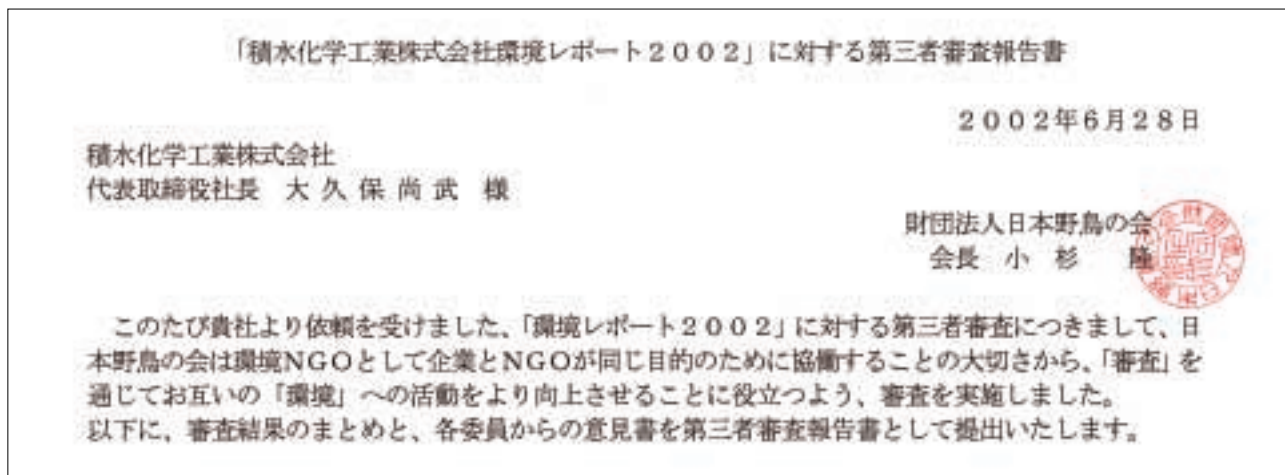 「積水化学工業株式会社環境レポート２００２」に対する第三者審査報告書
２００２年６月２８日
積水化学工業株式会社
代表取締役社長　大 久 保 尚 武　様
財団法人日本野鳥の会
会長　小　杉　　隆
このたび貴社より依頼を受けました、「環境レポート２００２」に対する第三者審査につきまして、日
本野鳥の会は環境ＮＧＯとして企業とＮＧＯが同じ目的のために協働することの大切さから、「審査」を
通じてお互いの「環境」への活動をより向上させることに役立つよう、審査を実施しました。
以下に、審査結果のまとめと、各委員からの意見書を第三者審査報告書として提出いたします。